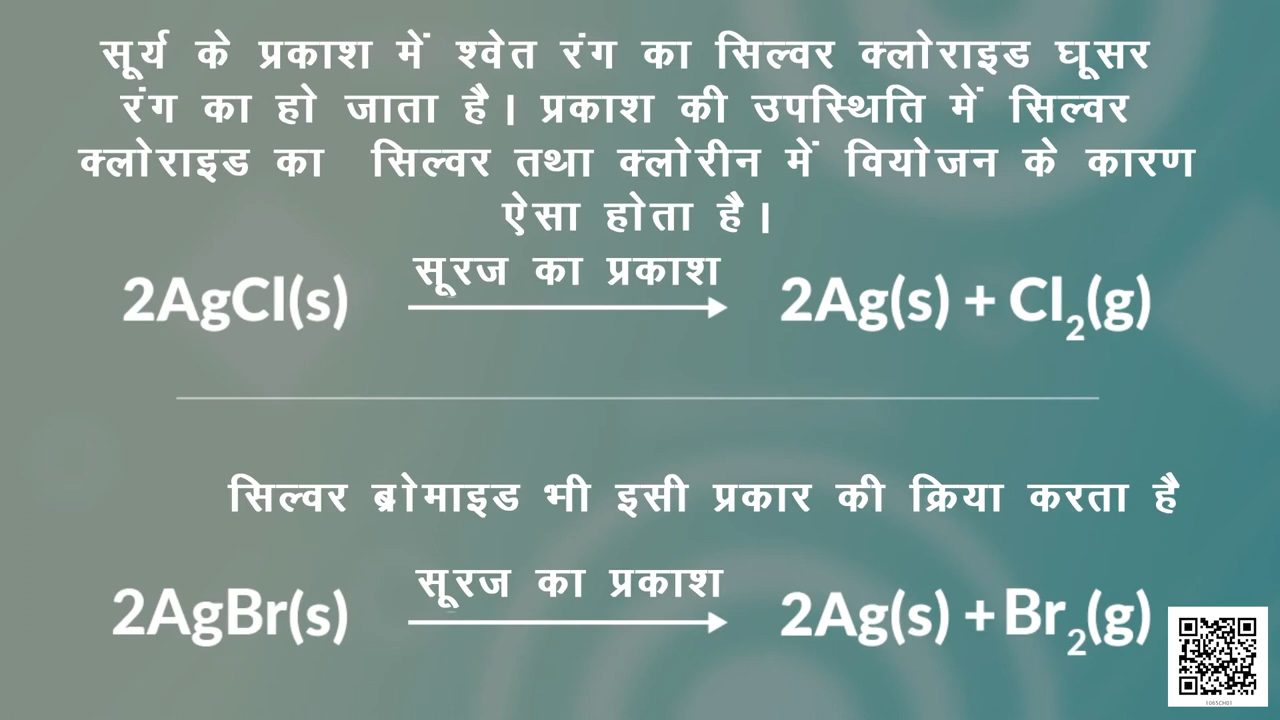 सूर्य के प्रकाश में श्वेत रंग का सिल्वर क्लोराइड घूसर
रंग का हो जाता है। प्रकाश की उपस्थिति में सिल्वर
क्लोराइड का सिल्वर तथा क्लोरीन में वियोजन के कारण
ऐसा होता है।
सूरज का प्रकाश
2AgCl(s) → 2Ag(s) + Cl₂(g)
सिल्वर ब्रोमाइड भी इसी प्रकार की क्रिया करता है
सूरज का प्रकाश
2AgBr(s) → 2Ag(s) + Br₂(g)
1065CH01